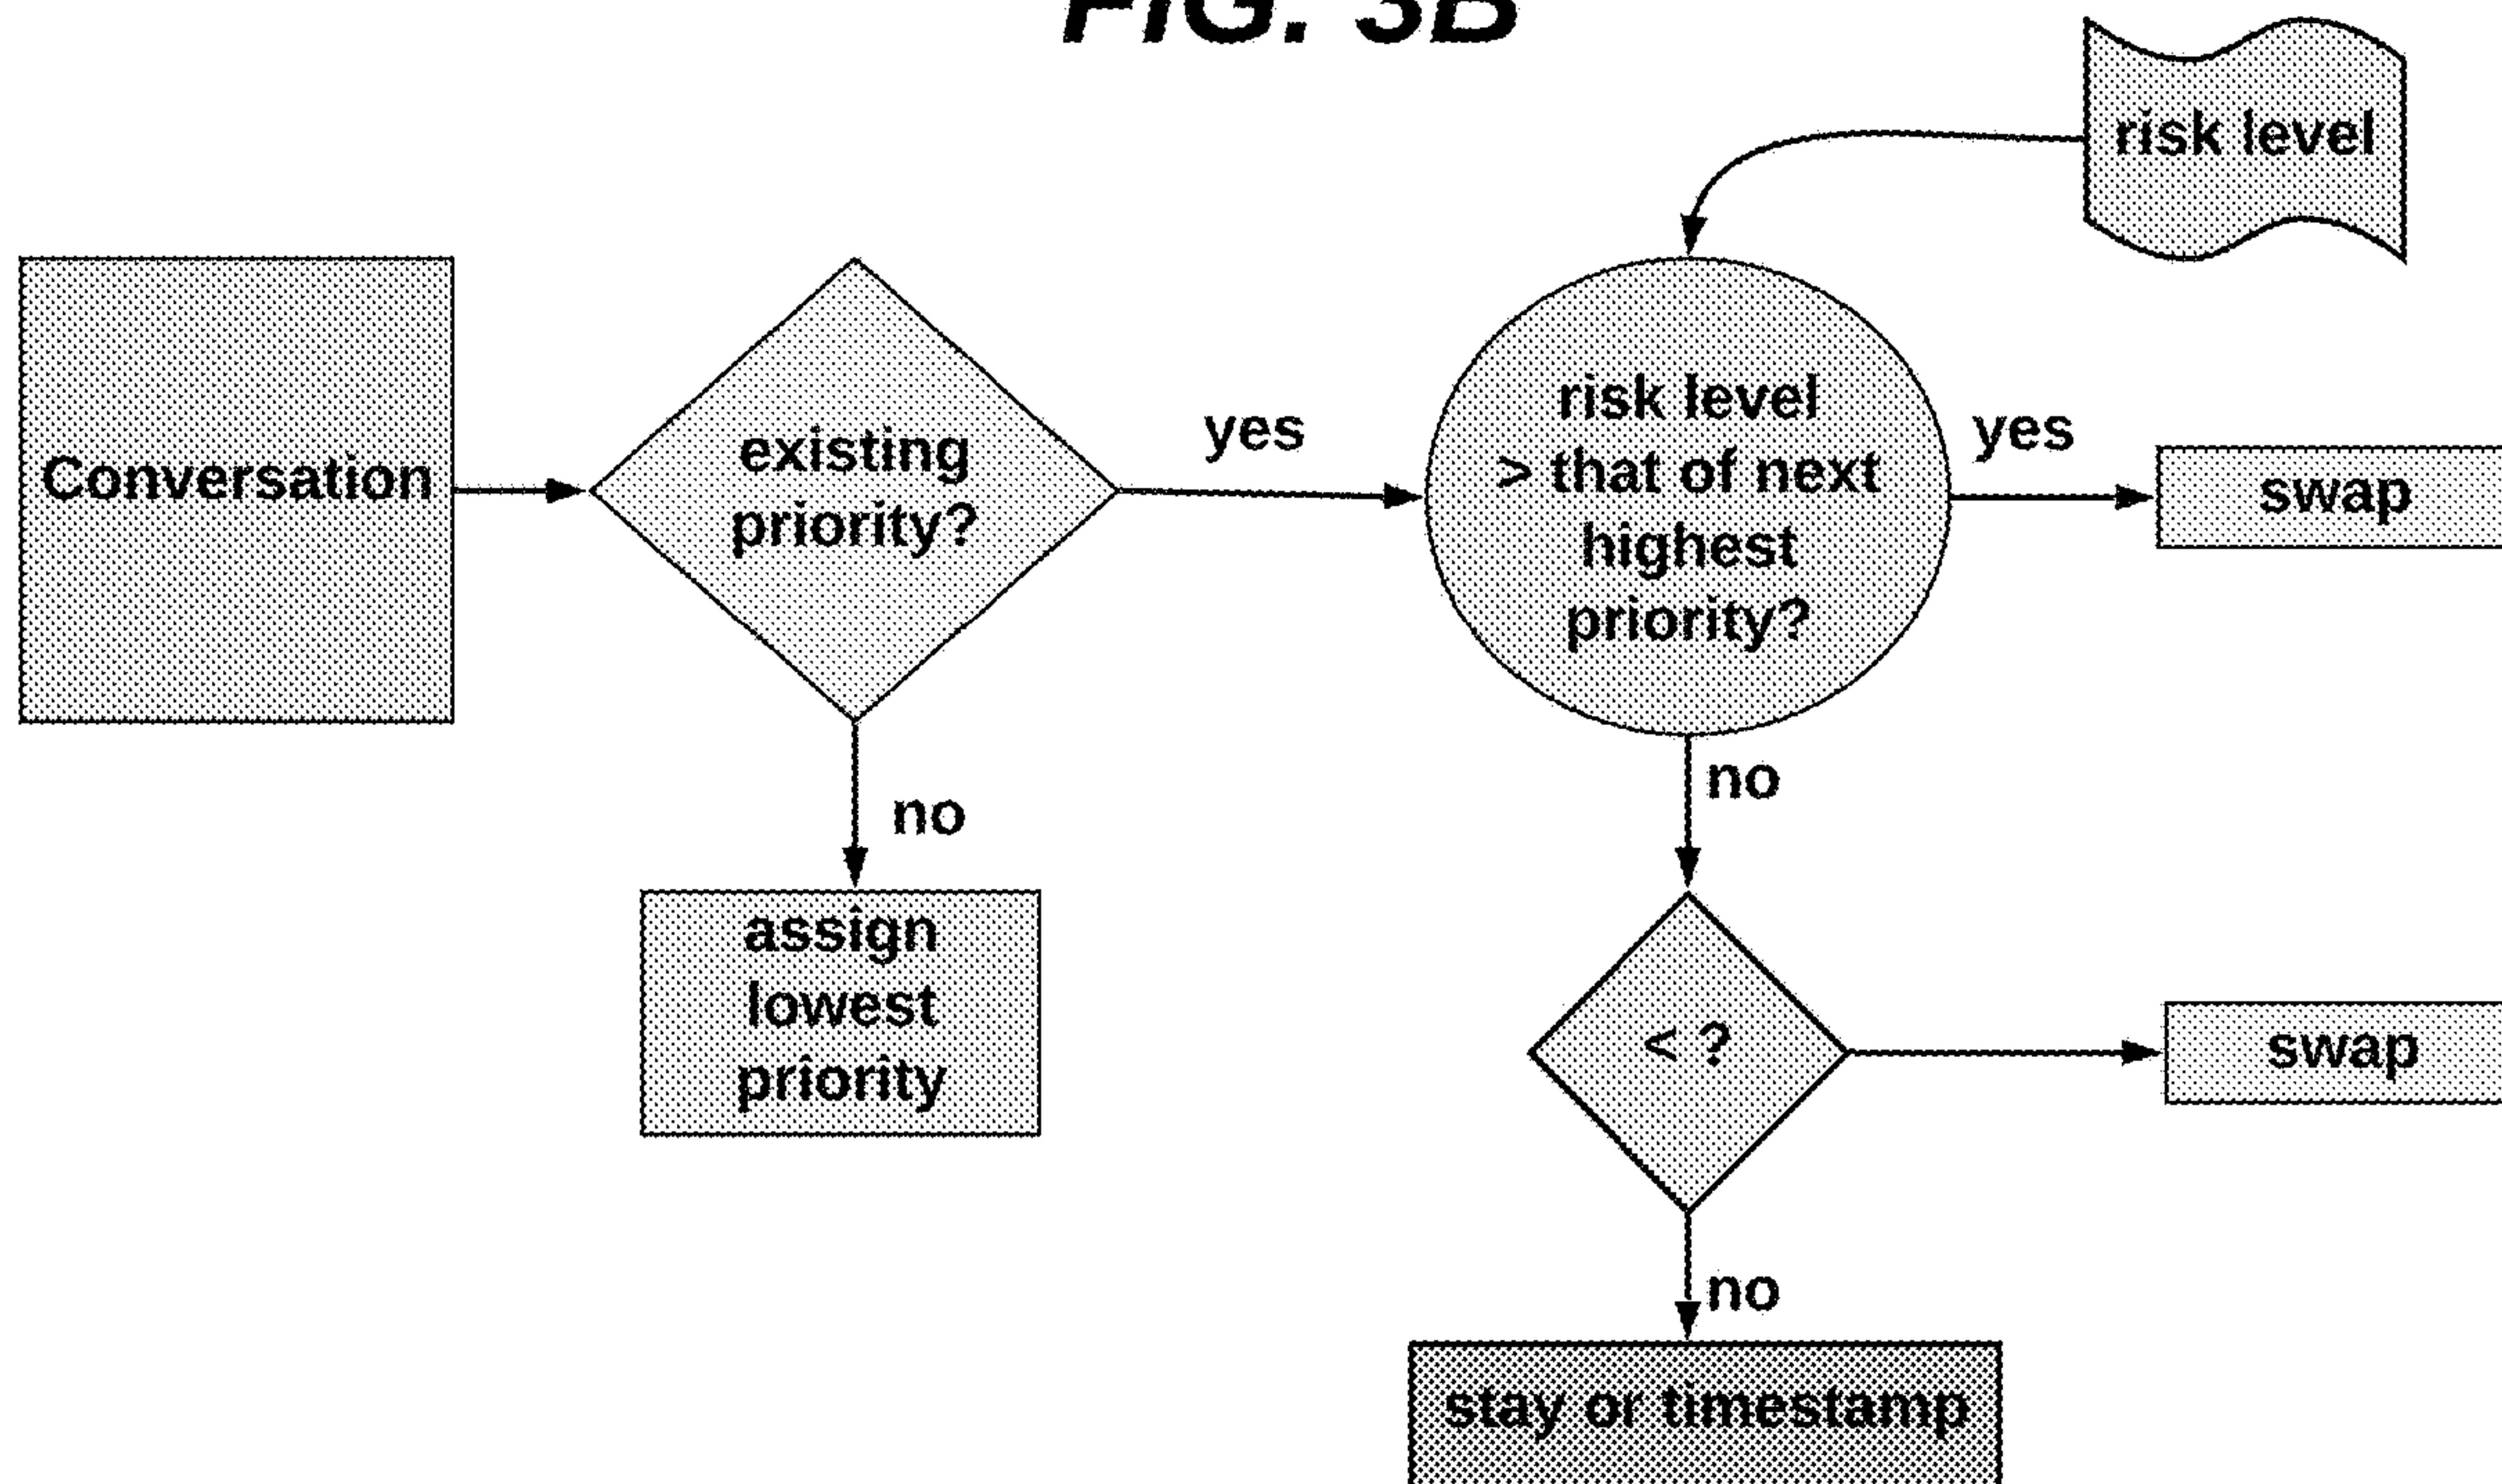 FIG. 3B
risk level
Conversation
existing
priority?
yes
risk level
> that of next
highest
priority?
yes
swap
no
no
assign
lowest
priority
< ?
swap
no
stay or timestamp